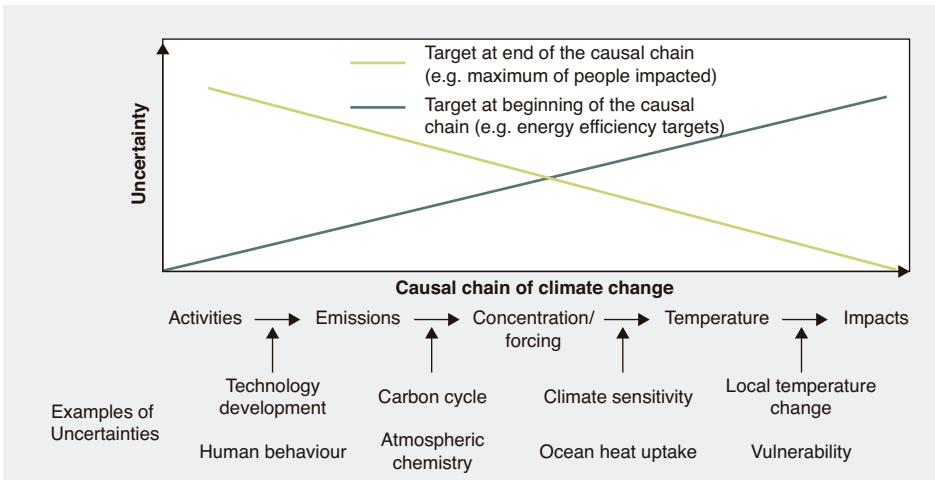 Target at end of the causal chain
(e.g. maximum of people impacted)
Target at beginning of the causal
chain (e.g. energy efficiency targets)
Uncertainty
Causal chain of climate change
Activities Emissions Concentration/ Temperature Impacts
forcing
Technology
development
Carbon cycle
Climate sensitivity
Local temperature
change
Examples of
Uncertainties
Human behaviour
Atmospheric
chemistry
Ocean heat uptake
Vulnerability